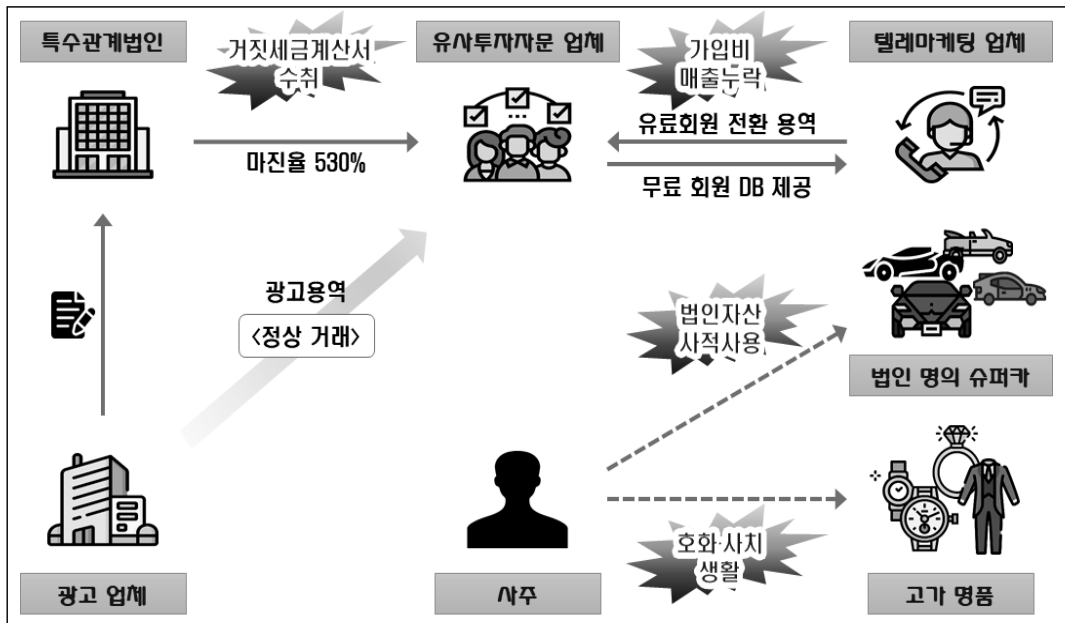 특수관계법인
거짓세금계산서
수취
유사투자자문 업체
가입비
매출누락
텔레마케팅 업체
유료회원 전환 용역
마진율 530%
무료 회원 DB 제공
광고용역
<정상 거래>
법인자산
사적사용
법인 명의 슈퍼카
호화·사치
생활
광고 업체
사주
고가 명품